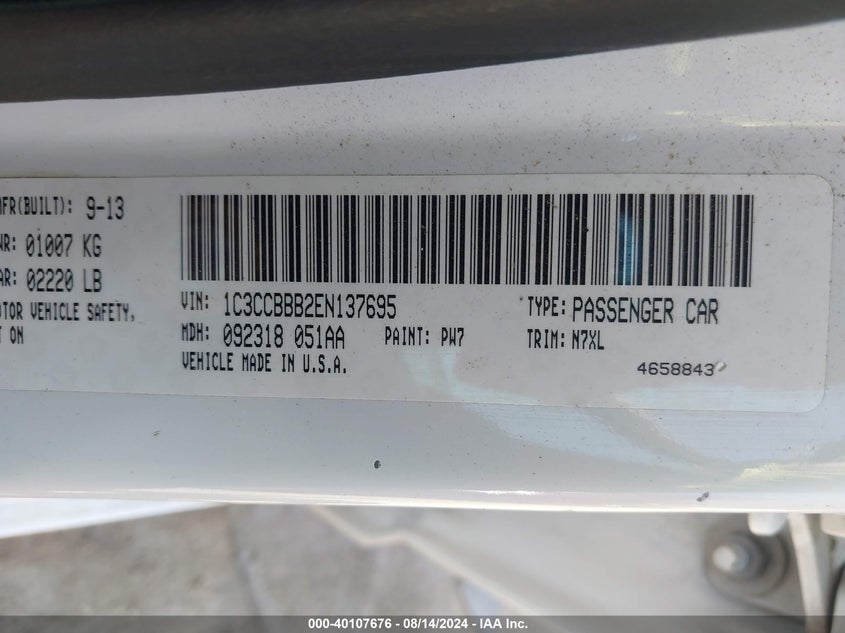 MFR(BUILT): 9-13
WR: 01007 KG
AR: 02220 LB
OTOR VEHICLE SAFETY,
T ON
VIN: 1C3CCBBB2EN137695 TYPE: PASSENGER CAR
MDH: 092318 051AA PAINT: PW7 TRIM: N7XL
VEHICLE MADE IN U.S.A. 4658843
000-40107676 - 08/14/2024 - IAA Inc.